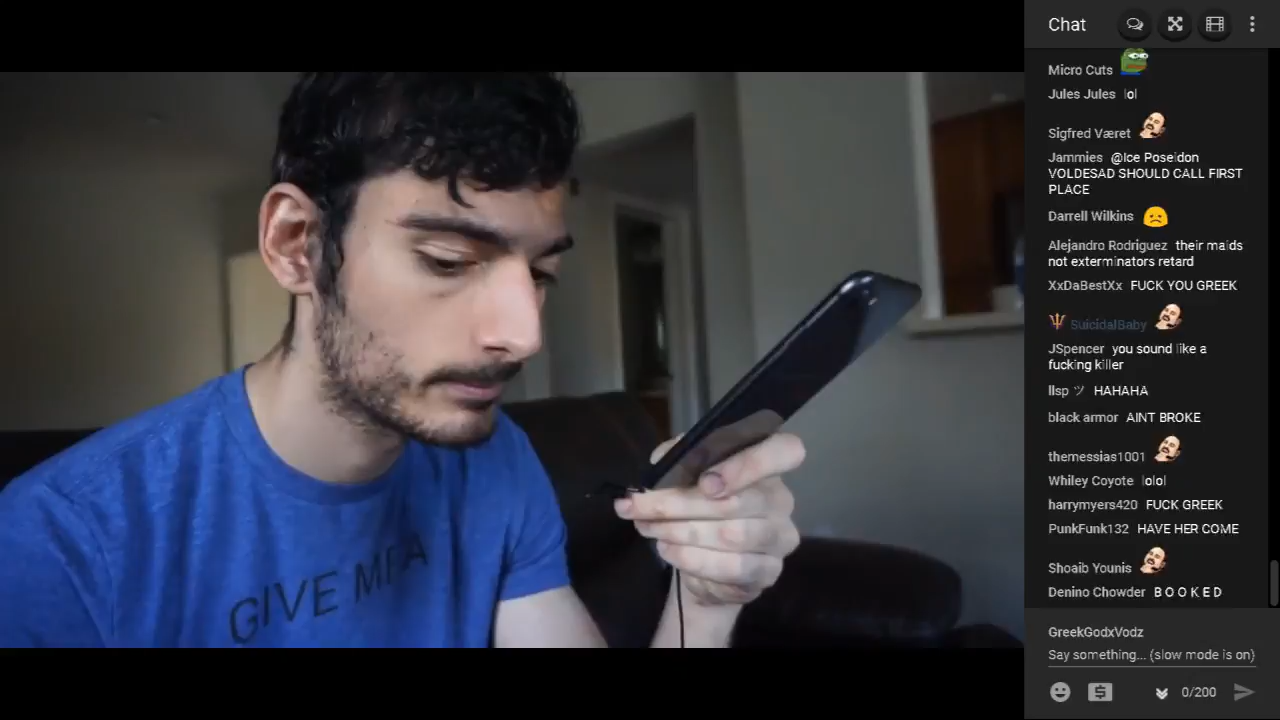 GIVE ME A
Chat
Micro Cuts
Jules Jules lol
Sigfred Været
Jammies @Ice Poseidon
VOLDESAD SHOULD CALL FIRST
PLACE
Darrell Wilkins
Alejandro Rodriguez their maids
not exterminators retard
XxDaBestXx FUCK YOU GREEK
SuicidalBaby
JSpencer you sound like a
fucking killer
llsp ツ HAHAHA
black armor AINT BROKE
themessias1001
Whiley Coyote lolol
harrymyers420 FUCK GREEK
PunkFunk132 HAVE HER COME
Shoaib Younis
Denino Chowder B O O K E D
GreekGodxVodz
Say something... (slow mode is on)
0/200